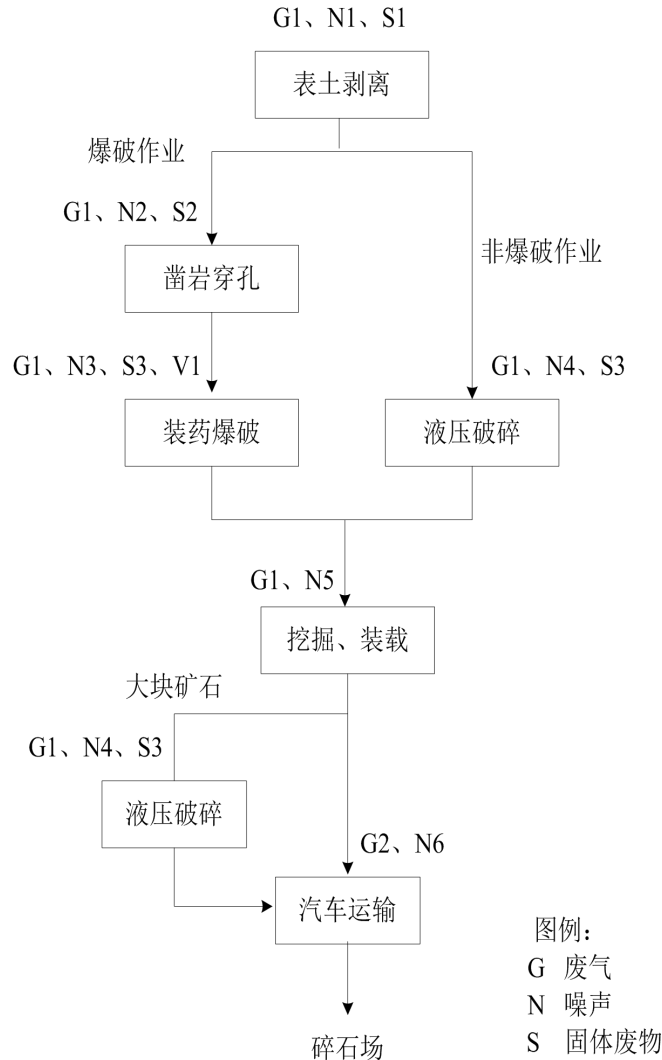 G1、N1、S1
表土剥离
爆破作业
G1、N2、S2
凿岩穿孔
非爆破作业
G1、N3、S3、V1
G1、N4、S3
装药爆破
液压破碎
G1、N5
挖掘、装载
大块矿石
G1、N4、S3
液压破碎
G2、N6
汽车运输
图例：
G 废气
N 噪声
S 固体废物
碎石场